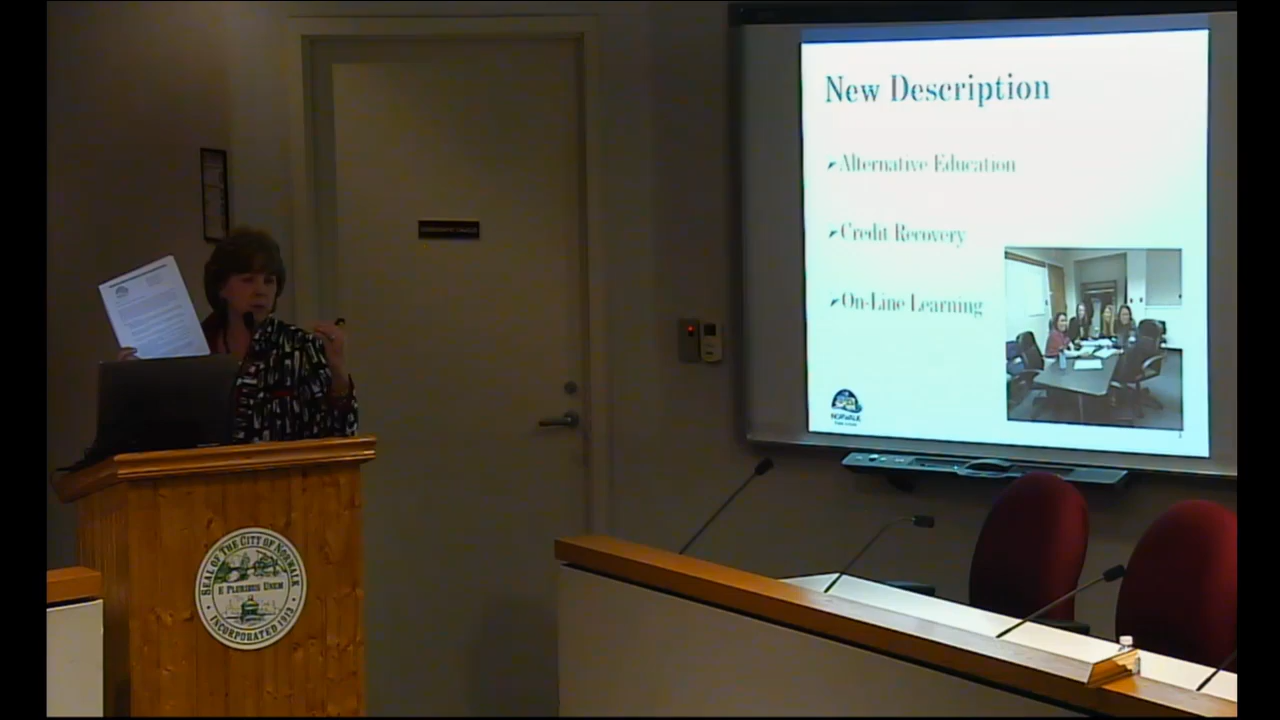 New Description
Alternative Education
Credit Recovery
On-Line Learning
NORWALK
SEAL OF THE CITY OF NORWALK
E PLURIBUS UNUM
INCORPORATED 1913